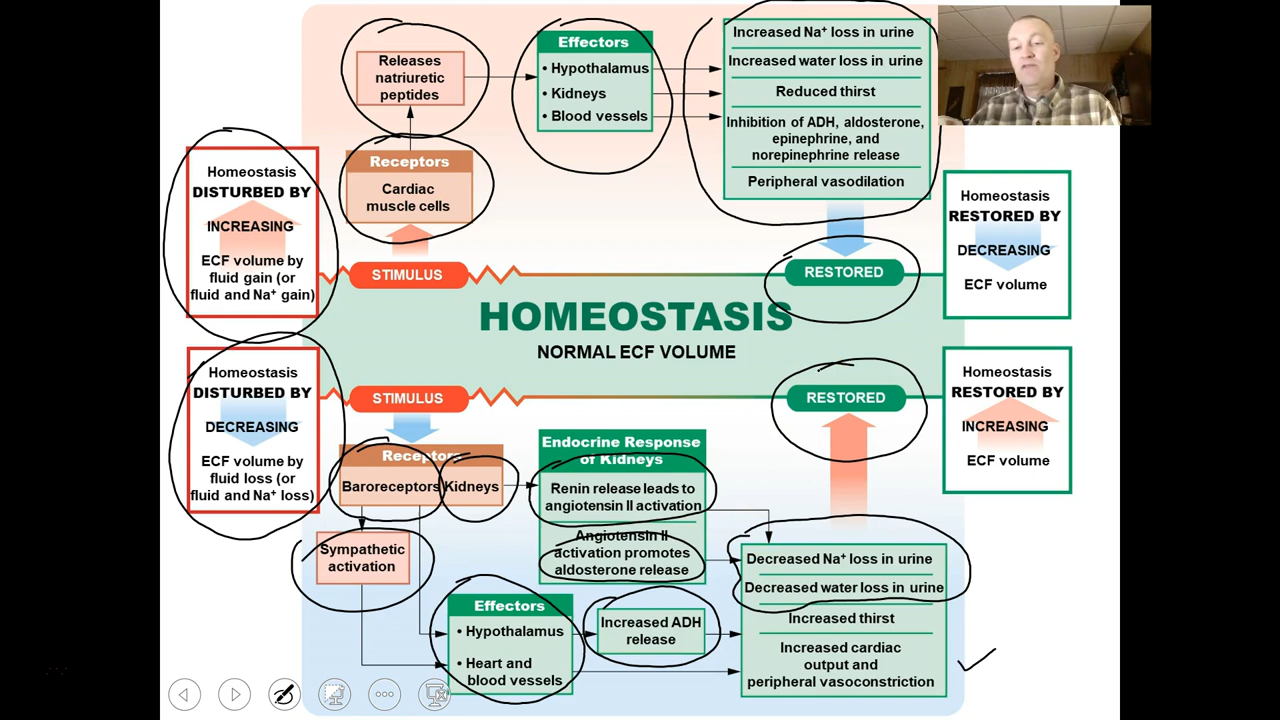 Releases
natriuretic
peptides
Effectors
• Hypothalamus
• Kidneys
• Blood vessels
Increased Na⁺ loss in urine
Increased water loss in urine
Reduced thirst
Inhibition of ADH, aldosterone,
epinephrine, and
norepinephrine release
Peripheral vasodilation
Homeostasis
DISTURBED BY
INCREASING
ECF volume by
fluid gain (or
fluid and Na⁺ gain)
Receptors
Cardiac
muscle cells
STIMULUS
RESTORED
Homeostasis
RESTORED BY
DECREASING
ECF volume
HOMEOSTASIS
NORMAL ECF VOLUME
Homeostasis
DISTURBED BY
DECREASING
ECF volume by
fluid loss (or
fluid and Na⁺ loss)
STIMULUS
RESTORED
Homeostasis
RESTORED BY
INCREASING
ECF volume
Receptors
Baroreceptors
Kidneys
Endocrine Response
of Kidneys
Renin release leads to
angiotensin II activation
Angiotensin II
activation promotes
aldosterone release
Sympathetic
activation
Effectors
• Hypothalamus
• Heart and
blood vessels
Increased ADH
release
Decreased Na⁺ loss in urine
Decreased water loss in urine
Increased thirst
Increased cardiac
output and
peripheral vasoconstriction